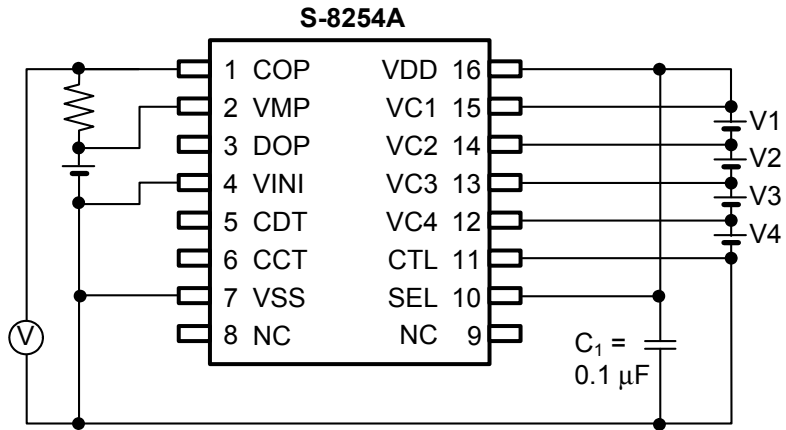 S-8254A
1 COP VDD 16
2 VMP VC1 15
3 DOP VC2 14
4 VINI VC3 13
5 CDT VC4 12
6 CCT CTL 11
7 VSS SEL 10
8 NC NC 9
V1
V2
V3
V4
V
C₁ =
0.1 µF